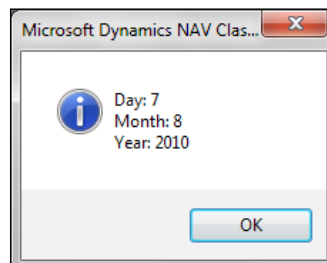 Microsoft Dynamics NAV Clas...
Day: 7
Month: 8
Year: 2010
OK